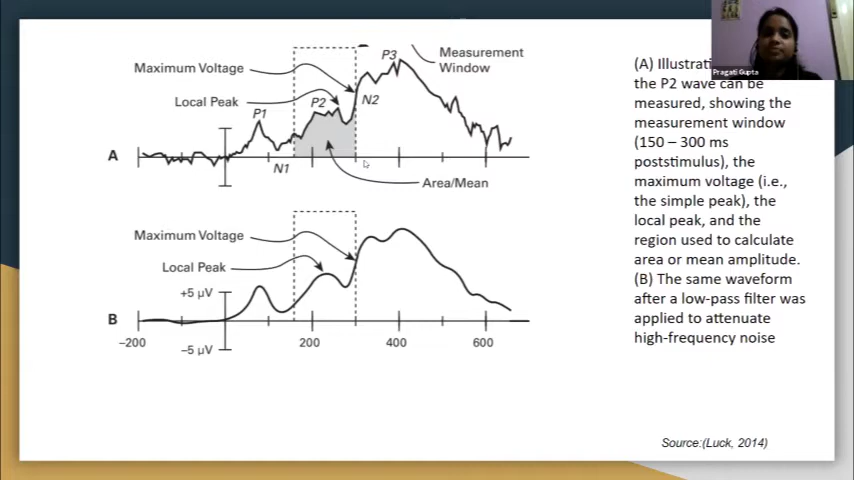 Pragati Gupta
Measurement
Window
P3
Maximum Voltage
Local Peak
P2
N2
P1
A
N1
Area/Mean
Maximum Voltage
Local Peak
+5 µV
B
-200
-5 µV
200
400
600
(A)
the P2 wave can be
measured, showing the
measurement window
(150 – 300 ms
poststimulus), the
maximum voltage (i.e.,
the simple peak), the
local peak, and the
region used to calculate
area or mean amplitude.
(B) The same waveform
after a low-pass filter was
applied to attenuate
high-frequency noise
Source:(Luck, 2014)